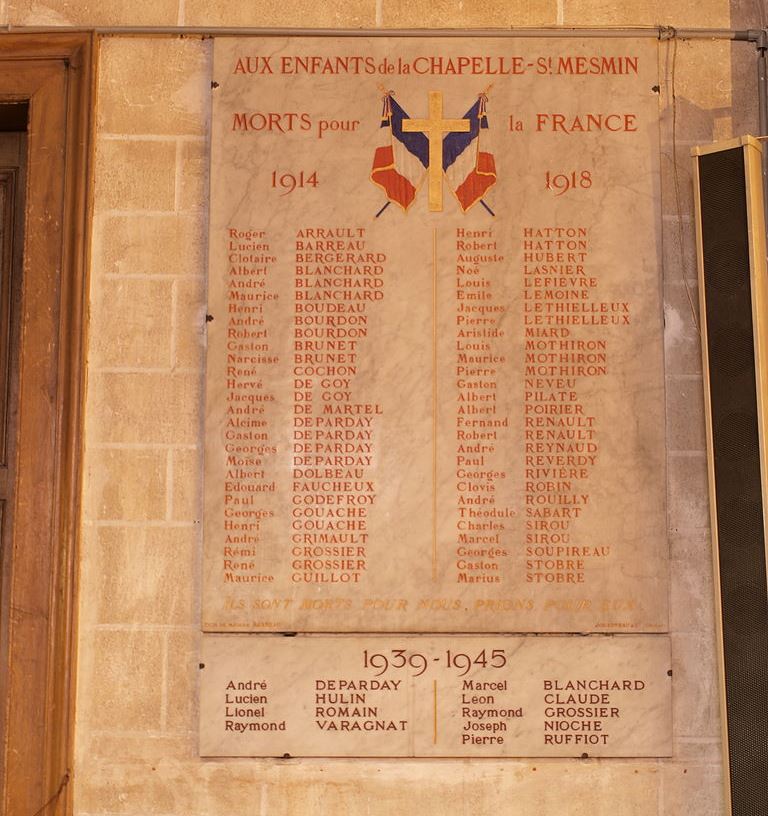 AUX ENFANTS de la CHAPELLE-St MESMIN
MORTS pour la FRANCE
1914 1918
Roger ARRAULT
Lucien BARREAU
Clotaire BERGERARD
Albert BLANCHARD
André BLANCHARD
Maurice BLANCHARD
Henri BOUDEAU
André BOURDON
Robert BOURDON
Gaston BRUNET
Narcisse BRUNET
René COCHON
Hervé DE GOY
Jacques DE GOY
André DE MARTEL
Alcime DEPARDAY
Gaston DEPARDAY
Georges DEPARDAY
Moïse DEPARDAY
Albert DOLBEAU
Edouard FAUCHEUX
Paul GODEFROY
Georges GOUACHE
Henri GOUACHE
André GRIMAULT
Rémi GROSSIER
René GROSSIER
Maurice GUILLOT
Henri HATTON
Robert HATTON
Auguste HUBERT
Noé LASNIER
Louis LEFIEVRE
Emile LEMOINE
Jacques LETHIELLEUX
Pierre LETHIELLEUX
Aristide MIARD
Louis MOTHIRON
Maurice MOTHIRON
Pierre MOTHIRON
Gaston NEVEU
Albert PILATE
Albert POIRIER
Fernand RENAULT
Robert RENAULT
André REYNAUD
Paul REVERDY
Georges RIVIÈRE
Clovis ROBIN
André ROUILLY
Théodule SABART
Charles SIROU
Marcel SIROU
Georges SOUPIREAU
Gaston STOBRE
Marius STOBRE
ILS SONT MORTS POUR NOUS, PRIONS POUR EUX
1939-1945
André DEPARDAY
Lucien HULIN
Lionel ROMAIN
Raymond VARAGNAT
Marcel BLANCHARD
Léon CLAUDE
Raymond GROSSIER
Joseph NIOCHE
Pierre RUFFIOT